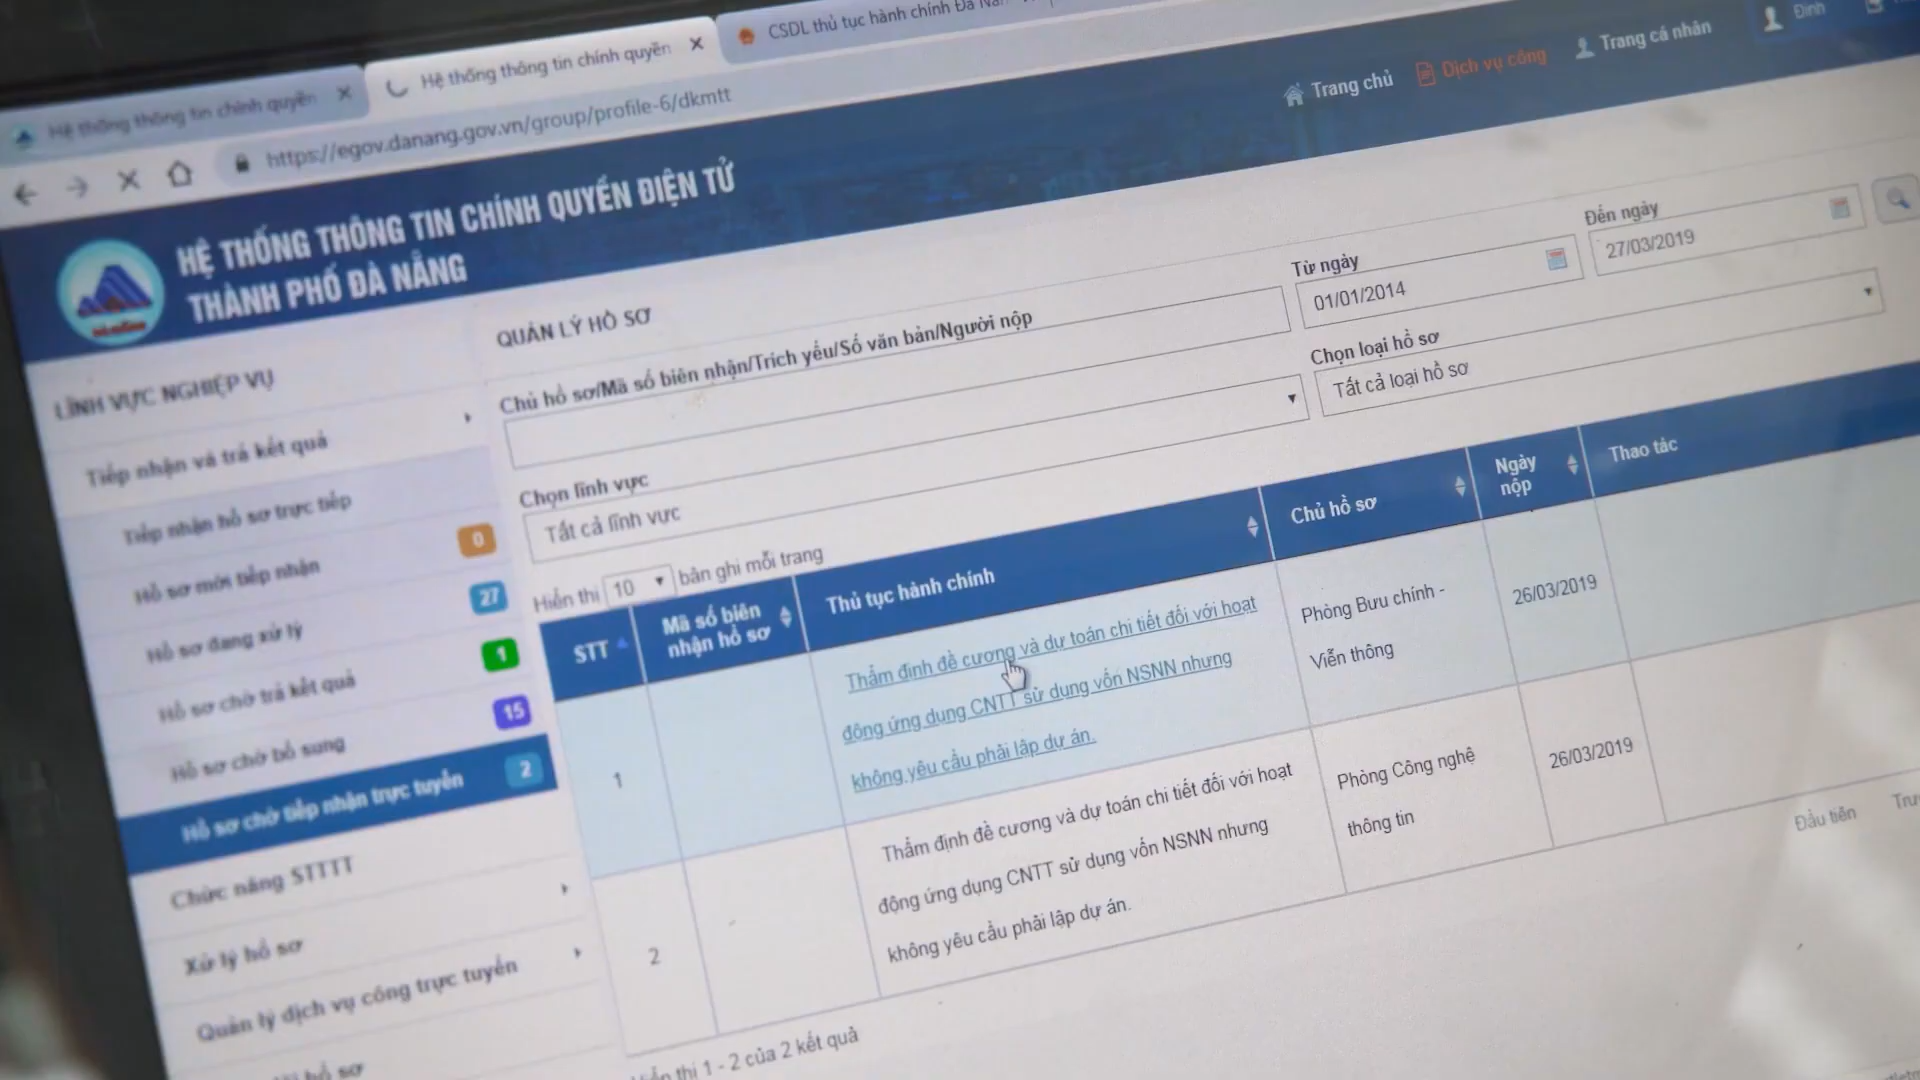 Hệ thống thông tin chính quyền
Hệ thống thông tin chính quyền
CSDL thủ tục hành chính Đà
https://egov.danang.gov.vn/group/profile-6/dkmtt
Trang chủ
Dịch vụ công
Trang cá nhân
Định
HỆ THỐNG THÔNG TIN CHÍNH QUYỀN ĐIỆN TỬ
THÀNH PHỐ ĐÀ NẴNG
LĨNH VỰC NGHIỆP VỤ
Tiếp nhận và trả kết quả
Tiếp nhận hồ sơ trực tiếp
Hồ sơ mới tiếp nhận 0
Hồ sơ đang xử lý 27
Hồ sơ chờ trả kết quả 1
Hồ sơ chờ bổ sung 15
Hồ sơ chờ tiếp nhận trực tuyến 2
Chức năng STTTT
Xử lý hồ sơ
Quản lý dịch vụ công trực tuyến
hồ sơ
QUẢN LÝ HỒ SƠ
Chủ hồ sơ/Mã số biên nhận/Trích yếu/Số văn bản/Người nộp
Từ ngày
01/01/2014
Đến ngày
27/03/2019
Chọn lĩnh vực
Tất cả lĩnh vực
Chọn loại hồ sơ
Tất cả loại hồ sơ
Hiển thị 10 bản ghi mỗi trang
STT
Mã số biên
nhận hồ sơ
Thủ tục hành chính
Chủ hồ sơ
Ngày
nộp
Thao tác
1
Thẩm định đề cương và dự toán chi tiết đối với hoạt
động ứng dụng CNTT sử dụng vốn NSNN nhưng
không yêu cầu phải lập dự án.
Phòng Bưu chính -
Viễn thông
26/03/2019
2
Thẩm định đề cương và dự toán chi tiết đối với hoạt
động ứng dụng CNTT sử dụng vốn NSNN nhưng
không yêu cầu phải lập dự án.
Phòng Công nghệ
thông tin
26/03/2019
thị 1 - 2 của 2 kết quả
Đầu tiên